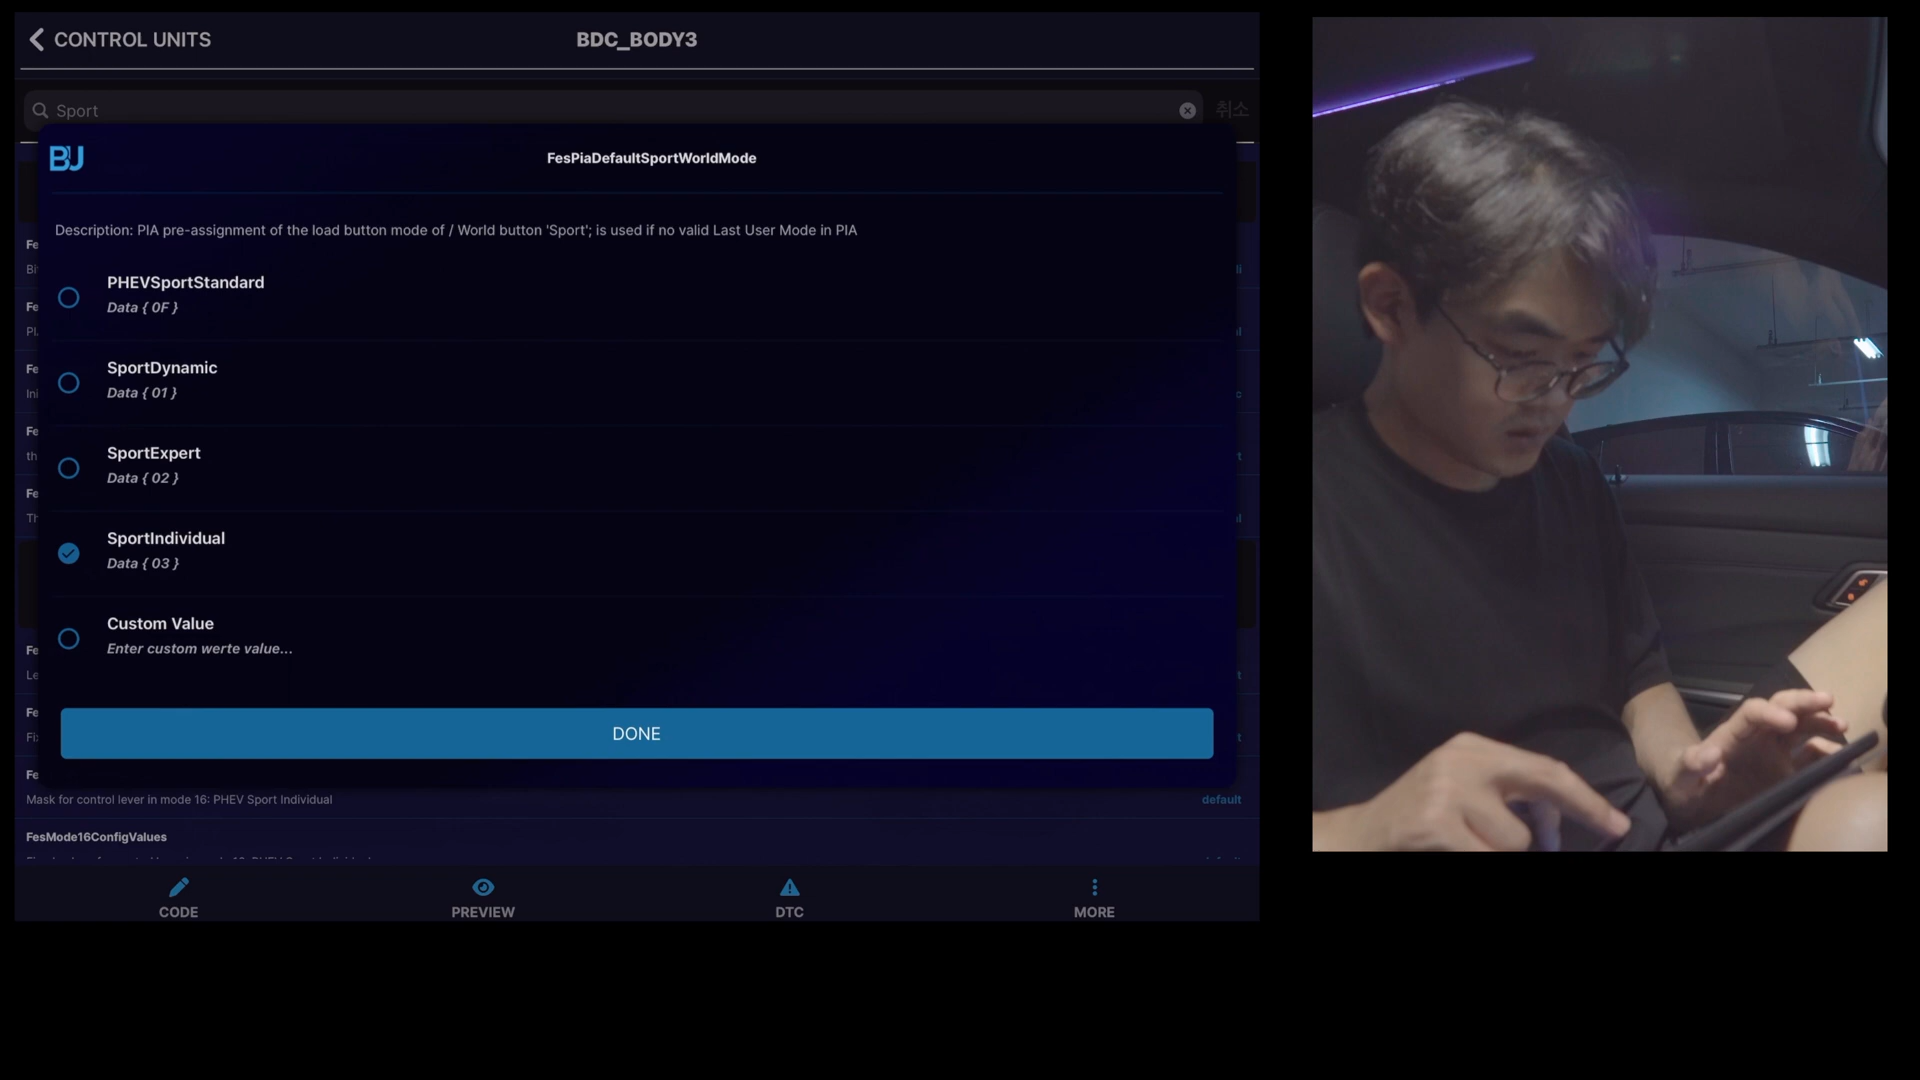 CONTROL UNITS
BDC_BODY3
Sport
취소
BJ
FesPiaDefaultSportWorldMode
Description: PIA pre-assignment of the load button mode of / World button 'Sport'; is used if no valid Last User Mode in PIA
PHEVSportStandard
Data { 0F }
SportDynamic
Data { 01 }
SportExpert
Data { 02 }
SportIndividual
Data { 03 }
Custom Value
Enter custom werte value...
DONE
Mask for control lever in mode 16: PHEV Sport Individual
default
FesMode16ConfigValues
CODE
PREVIEW
DTC
MORE